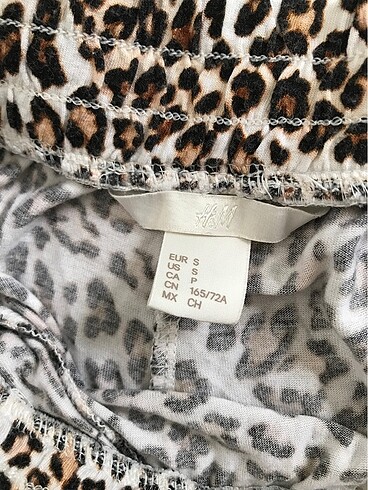 H&M
EUR S
US S
CA P
CN 165/72A
MX CH